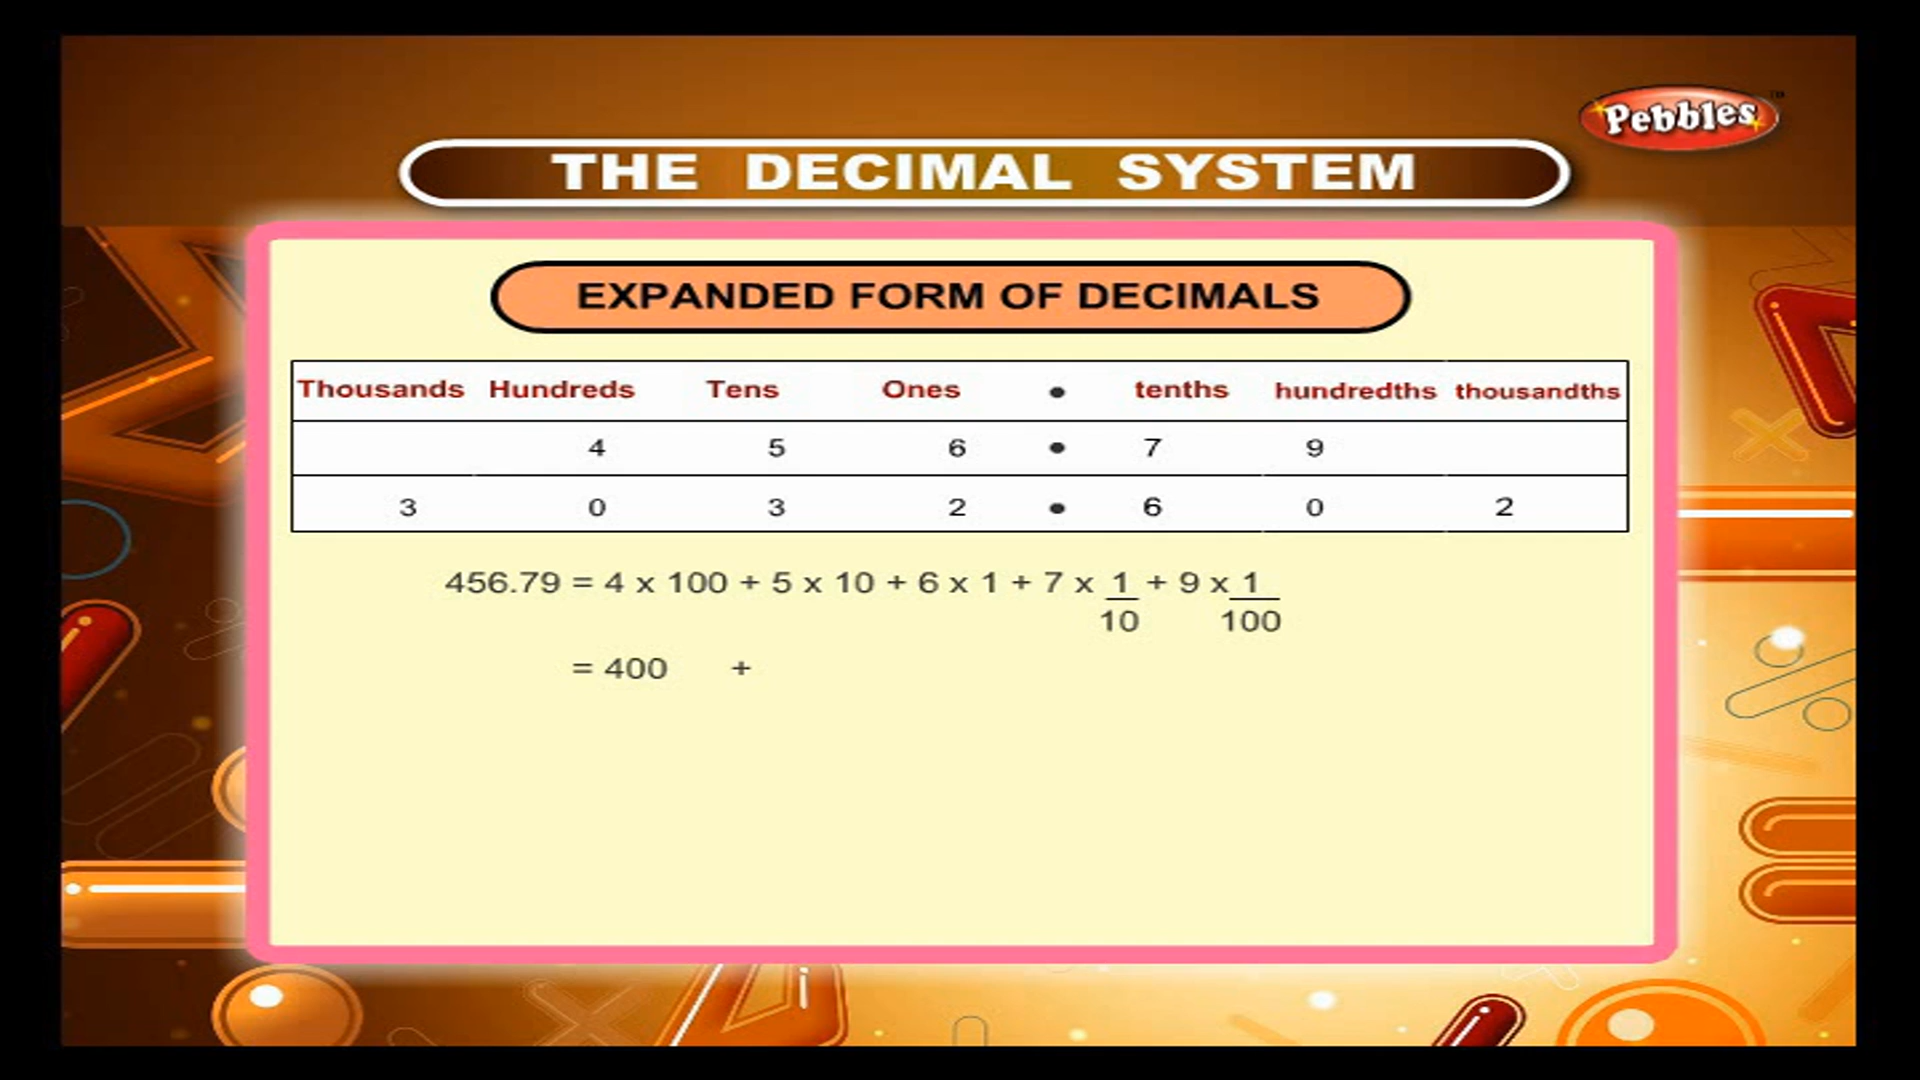 Pebbles™
THE DECIMAL SYSTEM
EXPANDED FORM OF DECIMALS
Thousands Hundreds Tens Ones • tenths hundredths thousandths
4 5 6 • 7 9
3 0 3 2 • 6 0 2
456.79 = 4 x 100 + 5 x 10 + 6 x 1 + 7 x 1 + 9 x 1
10 100
= 400 +